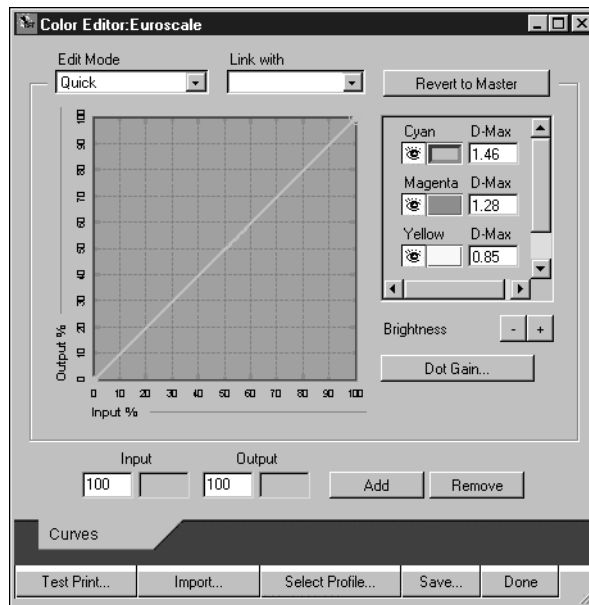 Color Editor:Euroscale
Edit Mode
Link with
Quick
Revert to Master
100
90
80
70
60
50
40
30
20
10
0
Output %
0 10 20 30 40 50 60 70 80 90 100
Input %
Cyan D-Max
1.46
Magenta D-Max
1.28
Yellow D-Max
0.85
Brightness - +
Dot Gain...
Input Output
100 100 Add Remove
Curves
Test Print... Import... Select Profile... Save... Done